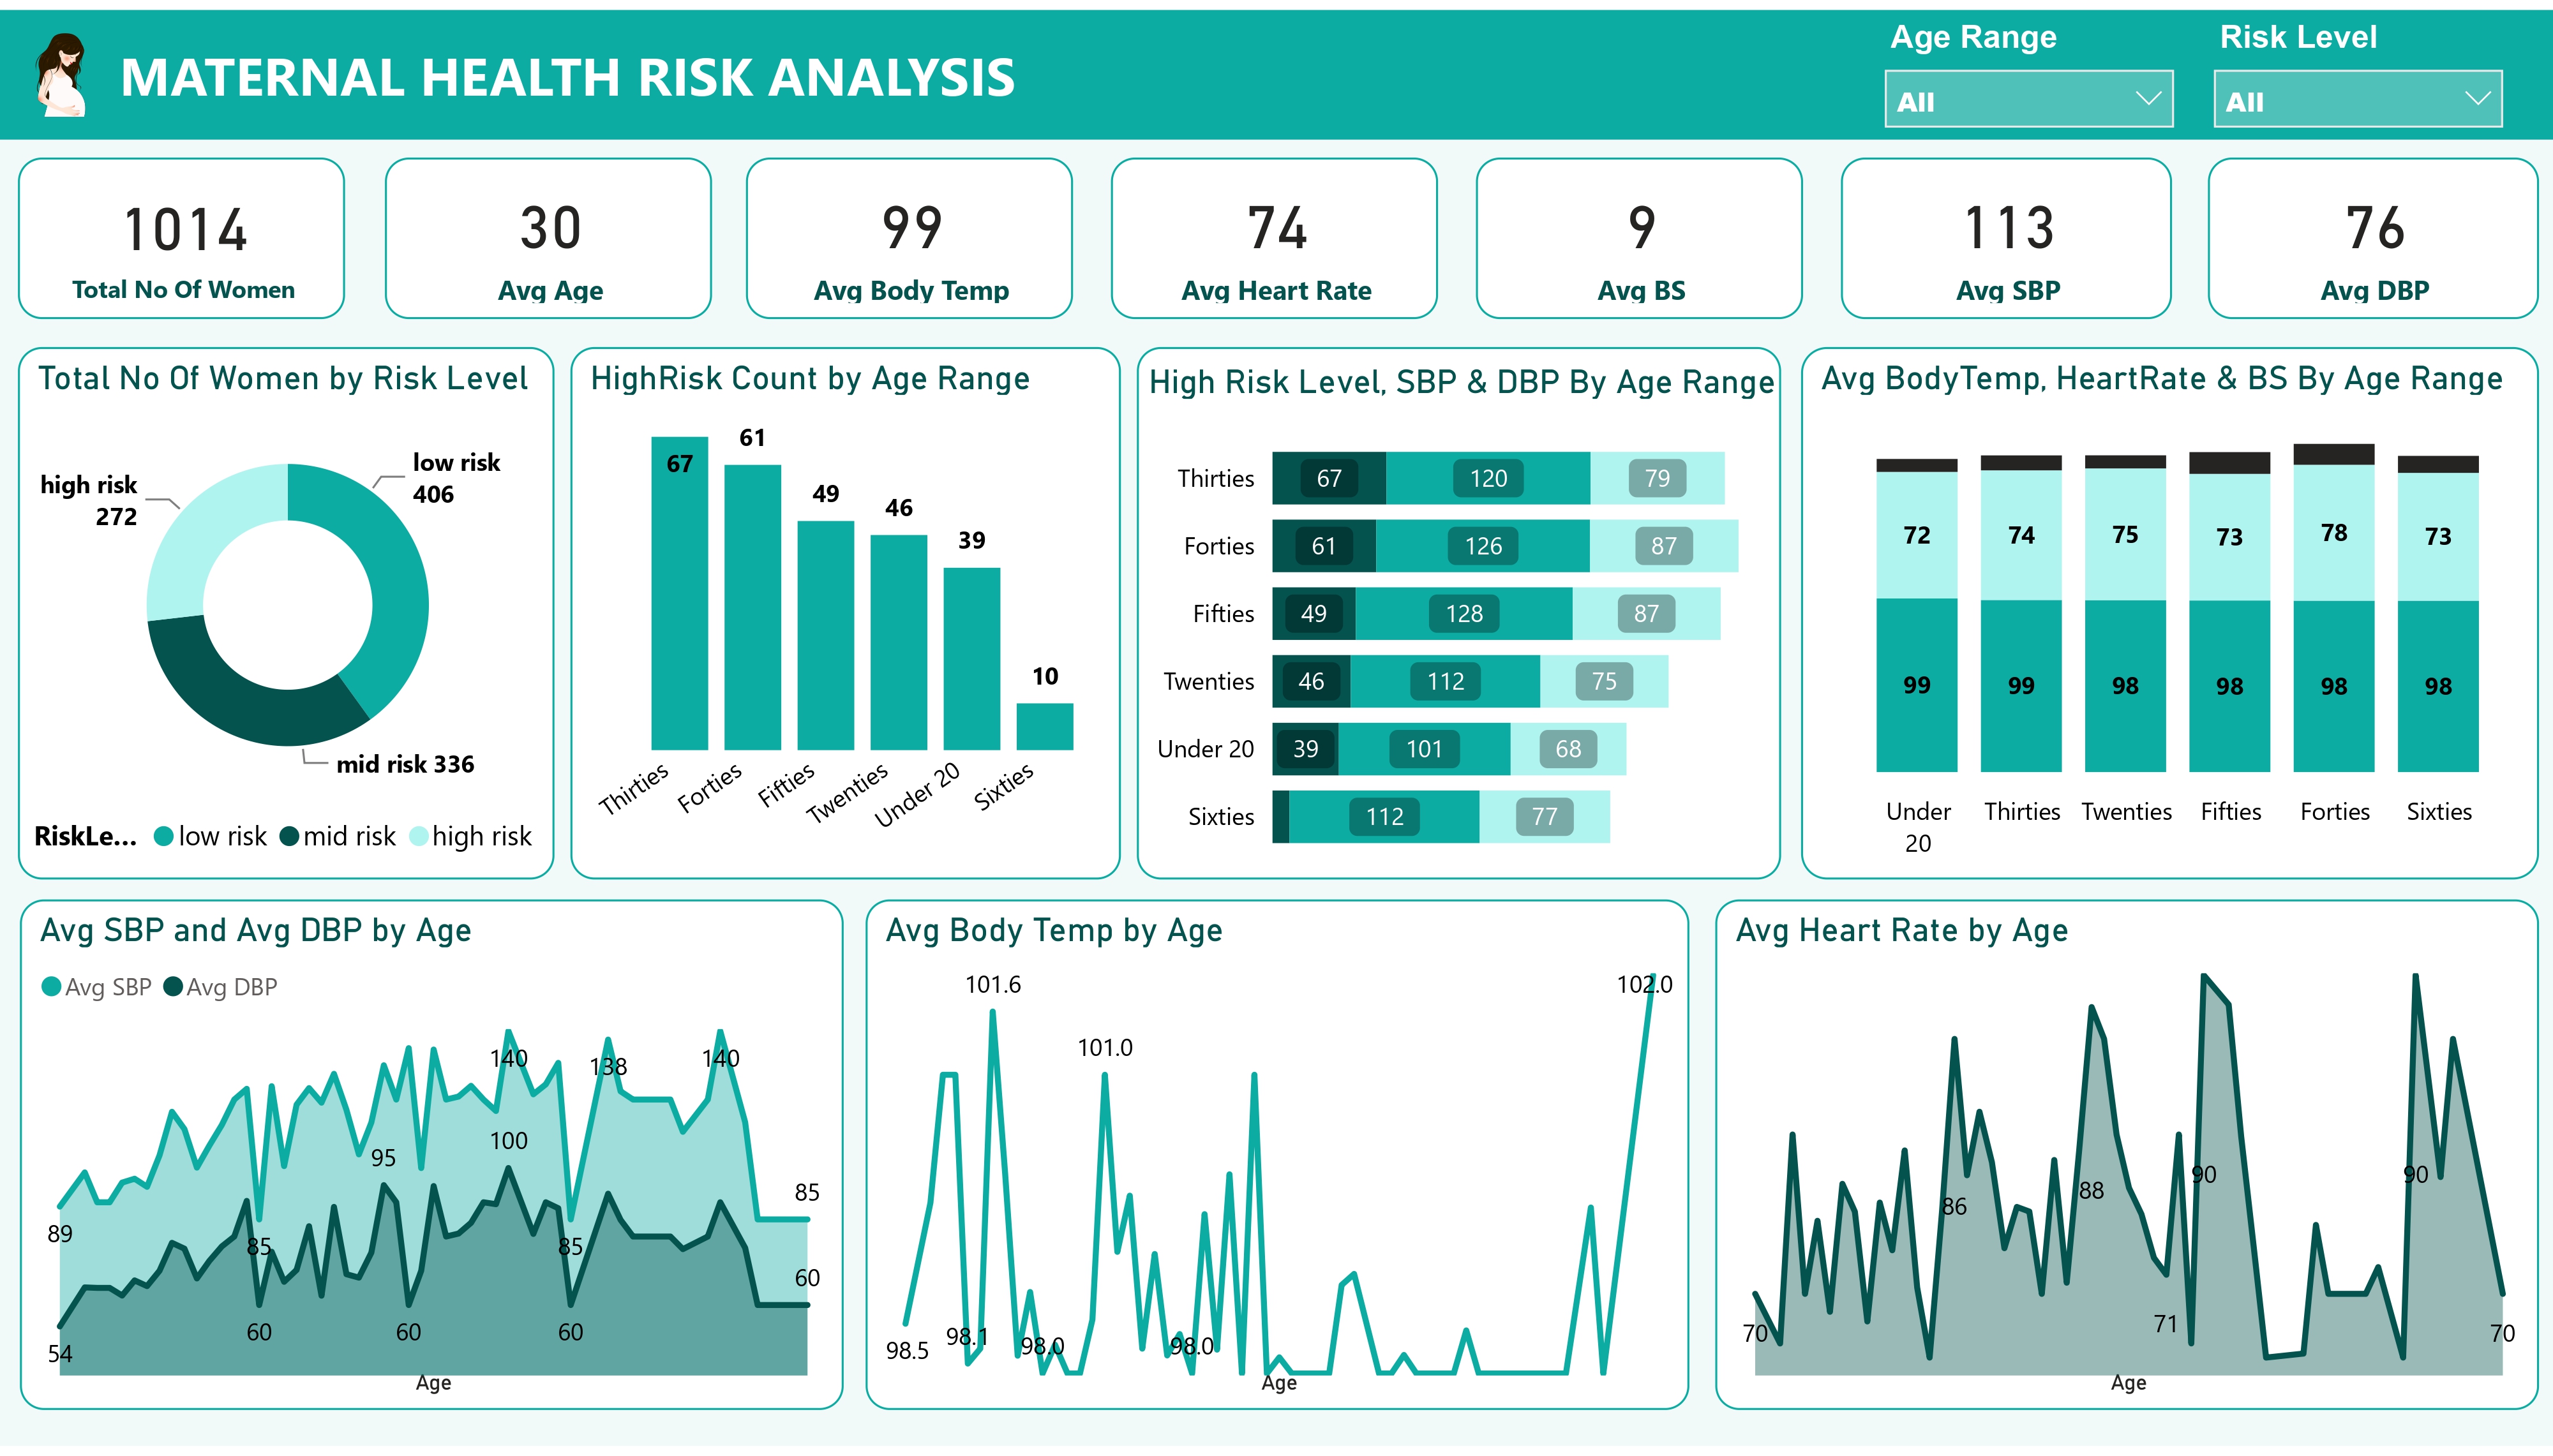 MATERNAL HEALTH RISK ANALYSIS
Age Range
All
Risk Level
All
1014
Total No Of Women
30
Avg Age
99
Avg Body Temp
74
Avg Heart Rate
9
Avg BS
113
Avg SBP
76
Avg DBP
Total No Of Women by Risk Level
low risk
406
high risk
272
mid risk 336
RiskLe... low risk mid risk high risk
HighRisk Count by Age Range
67
61
49
46
39
10
Thirties
Forties
Fifties
Twenties
Under 20
Sixties
High Risk Level, SBP & DBP By Age Range
Thirties 67 120 79
Forties 61 126 87
Fifties 49 128 87
Twenties 46 112 75
Under 20 39 101 68
Sixties 112 77
Avg BodyTemp, HeartRate & BS By Age Range
72 74 75 73 78 73
99 99 98 98 98 98
Under
20
Thirties
Twenties
Fifties
Forties
Sixties
Avg SBP and Avg DBP by Age
Avg SBP Avg DBP
140
138
140
100
95
85
89
85
85
60
60
60
60
54
Age
Avg Body Temp by Age
101.6
102.0
101.0
98.5
98.1
98.0
98.0
Age
Avg Heart Rate by Age
90
90
88
86
71
70
70
Age